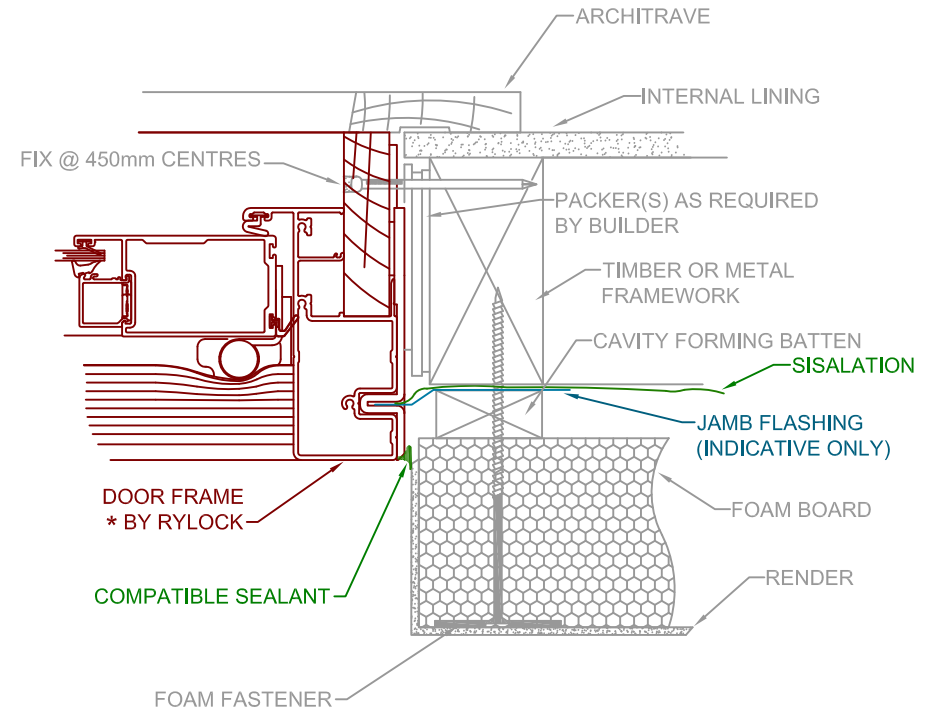 ARCHITRAVE
INTERNAL LINING
FIX @ 450mm CENTRES
PACKER(S) AS REQUIRED
BY BUILDER
TIMBER OR METAL
FRAMEWORK
CAVITY FORMING BATTEN
SISALATION
JAMB FLASHING
(INDICATIVE ONLY)
DOOR FRAME
* BY RYLOCK
FOAM BOARD
RENDER
COMPATIBLE SEALANT
FOAM FASTENER